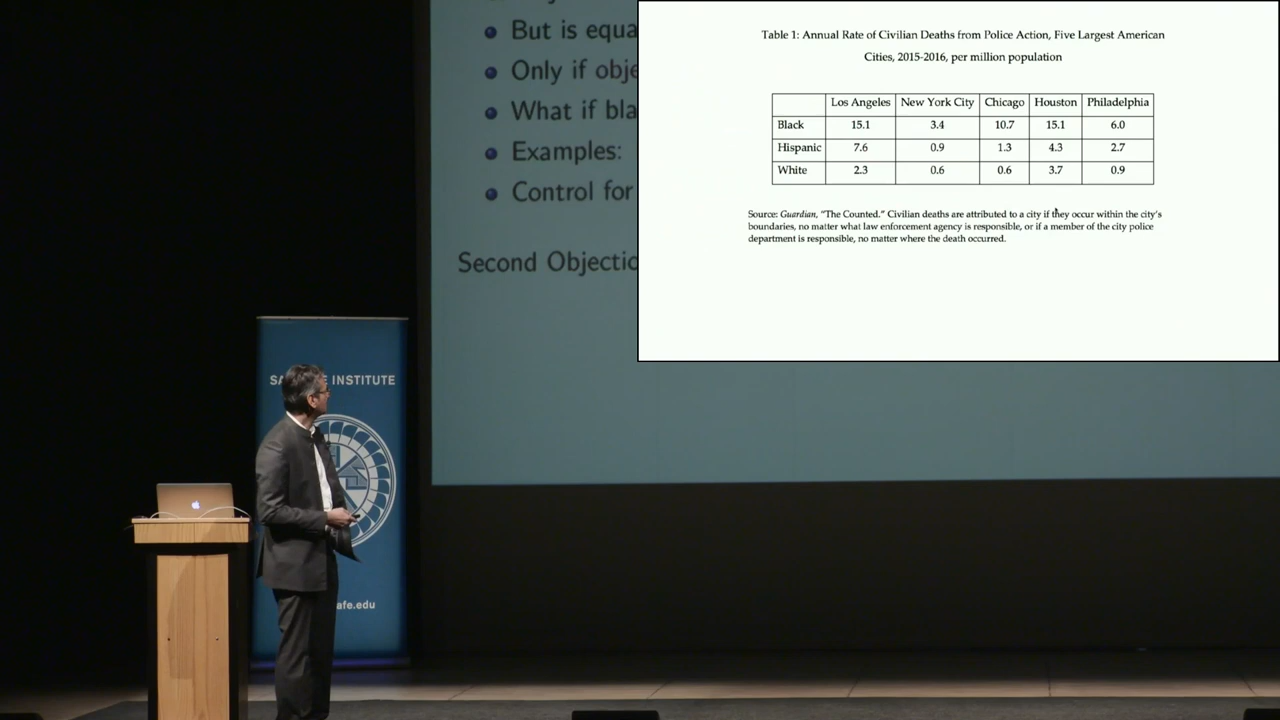 But is equa
Only if obje
What if bla
Examples:
Control for
Second Objectio
Table 1: Annual Rate of Civilian Deaths from Police Action, Five Largest American
Cities, 2015-2016, per million population
Los Angeles New York City Chicago Houston Philadelphia
Black 15.1 3.4 10.7 15.1 6.0
Hispanic 7.6 0.9 1.3 4.3 2.7
White 2.3 0.6 0.6 3.7 0.9
Source: Guardian, "The Counted." Civilian deaths are attributed to a city if they occur within the city's
boundaries, no matter what law enforcement agency is responsible, or if a member of the city police
department is responsible, no matter where the death occurred.
SA E INSTITUTE
afe.edu